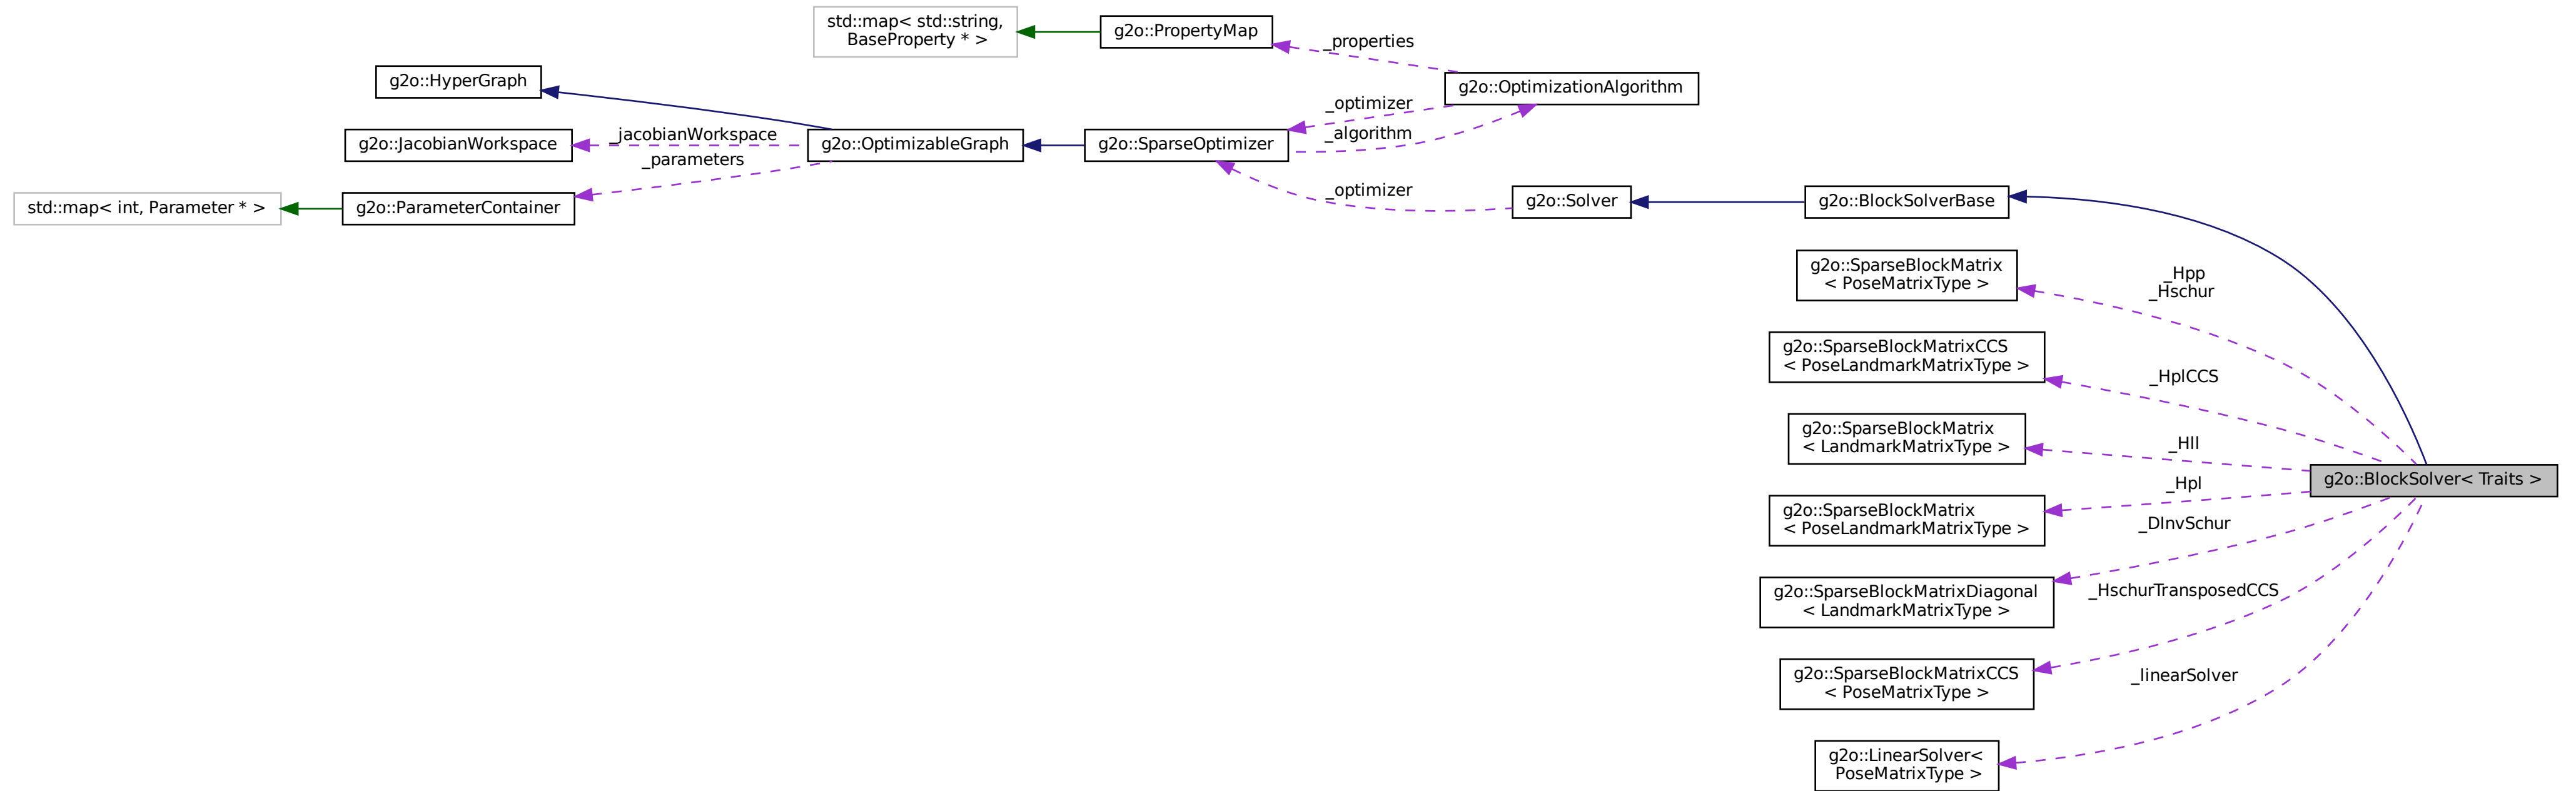 std::map< std::string,
BaseProperty * >
g2o::PropertyMap
_properties
g2o::HyperGraph
g2o::OptimizationAlgorithm
_optimizer
_jacobianWorkspace
_algorithm
g2o::JacobianWorkspace
g2o::OptimizableGraph
g2o::SparseOptimizer
_parameters
_optimizer
std::map< int, Parameter * >
g2o::ParameterContainer
g2o::Solver
g2o::BlockSolverBase
g2o::SparseBlockMatrix
< PoseMatrixType >
_Hpp
_Hschur
g2o::SparseBlockMatrixCCS
< PoseLandmarkMatrixType >
_HplCCS
g2o::SparseBlockMatrix
< LandmarkMatrixType >
_Hll
g2o::BlockSolver< Traits >
_Hpl
g2o::SparseBlockMatrix
< PoseLandmarkMatrixType >
_DInvSchur
g2o::SparseBlockMatrixDiagonal
< LandmarkMatrixType >
_HschurTransposedCCS
g2o::SparseBlockMatrixCCS
< PoseMatrixType >
_linearSolver
g2o::LinearSolver<
PoseMatrixType >